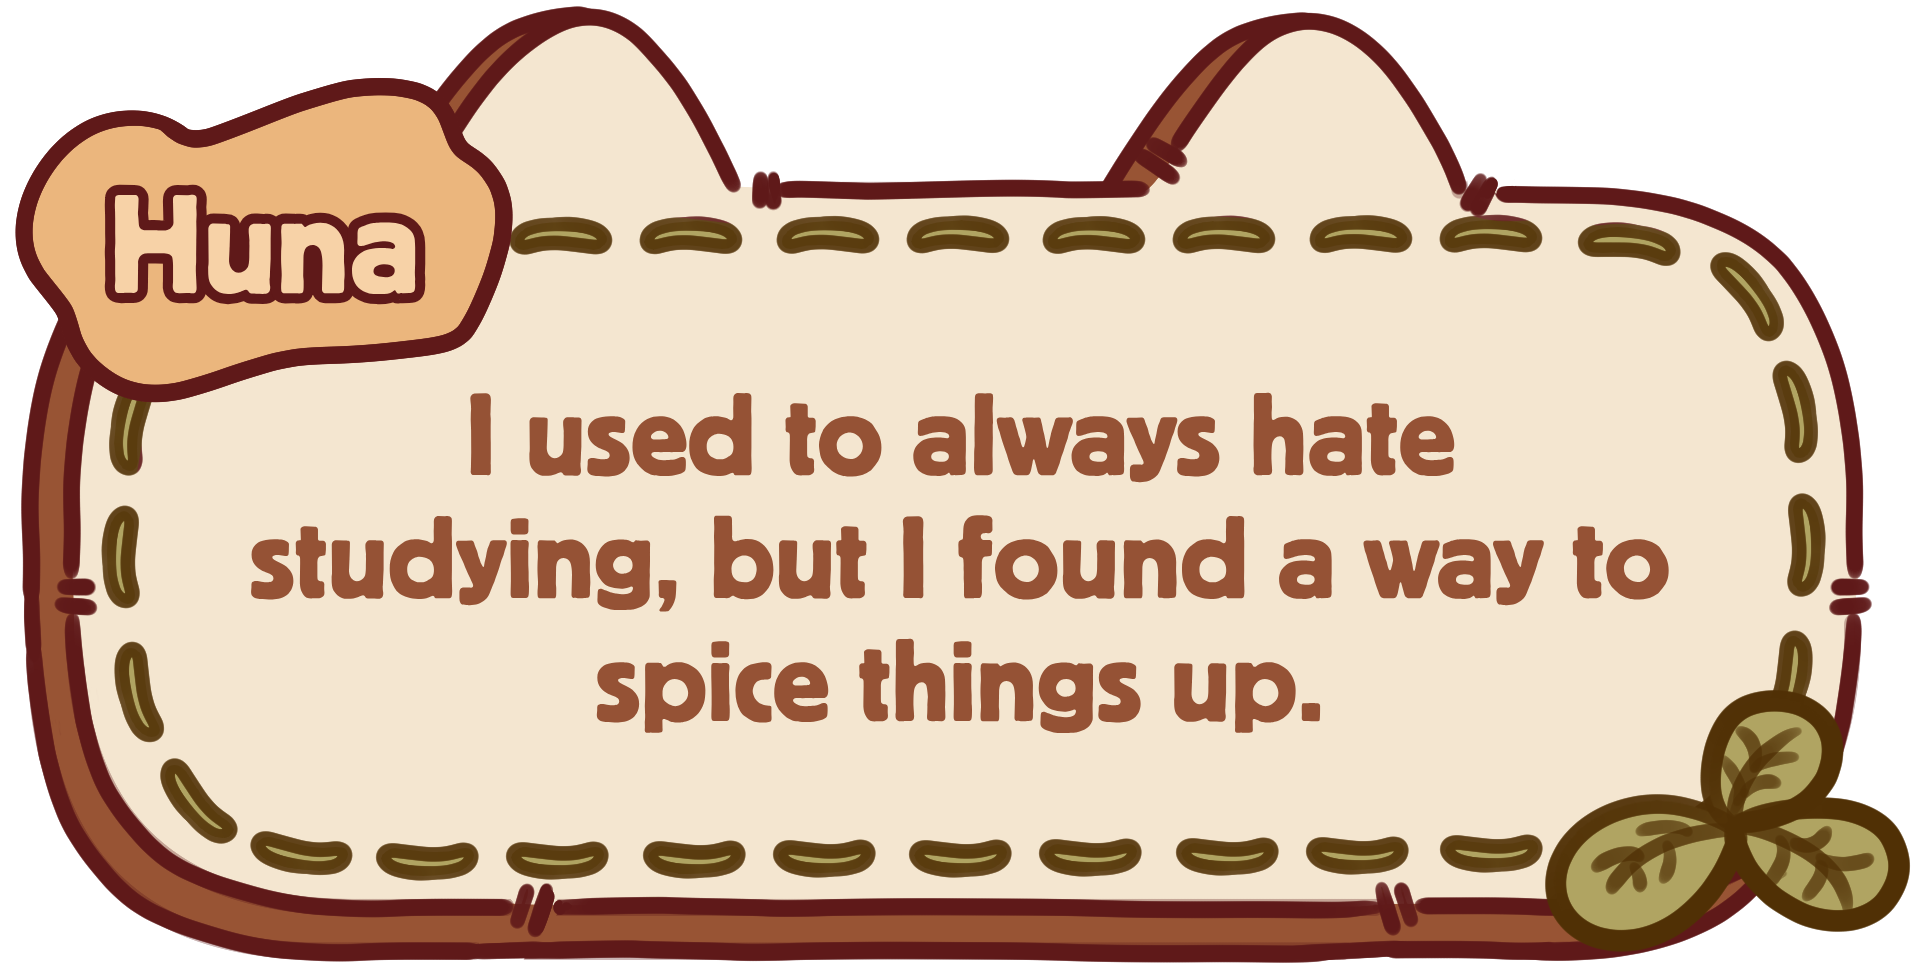 Huna
I used to always hate
studying, but I found a way to
spice things up.